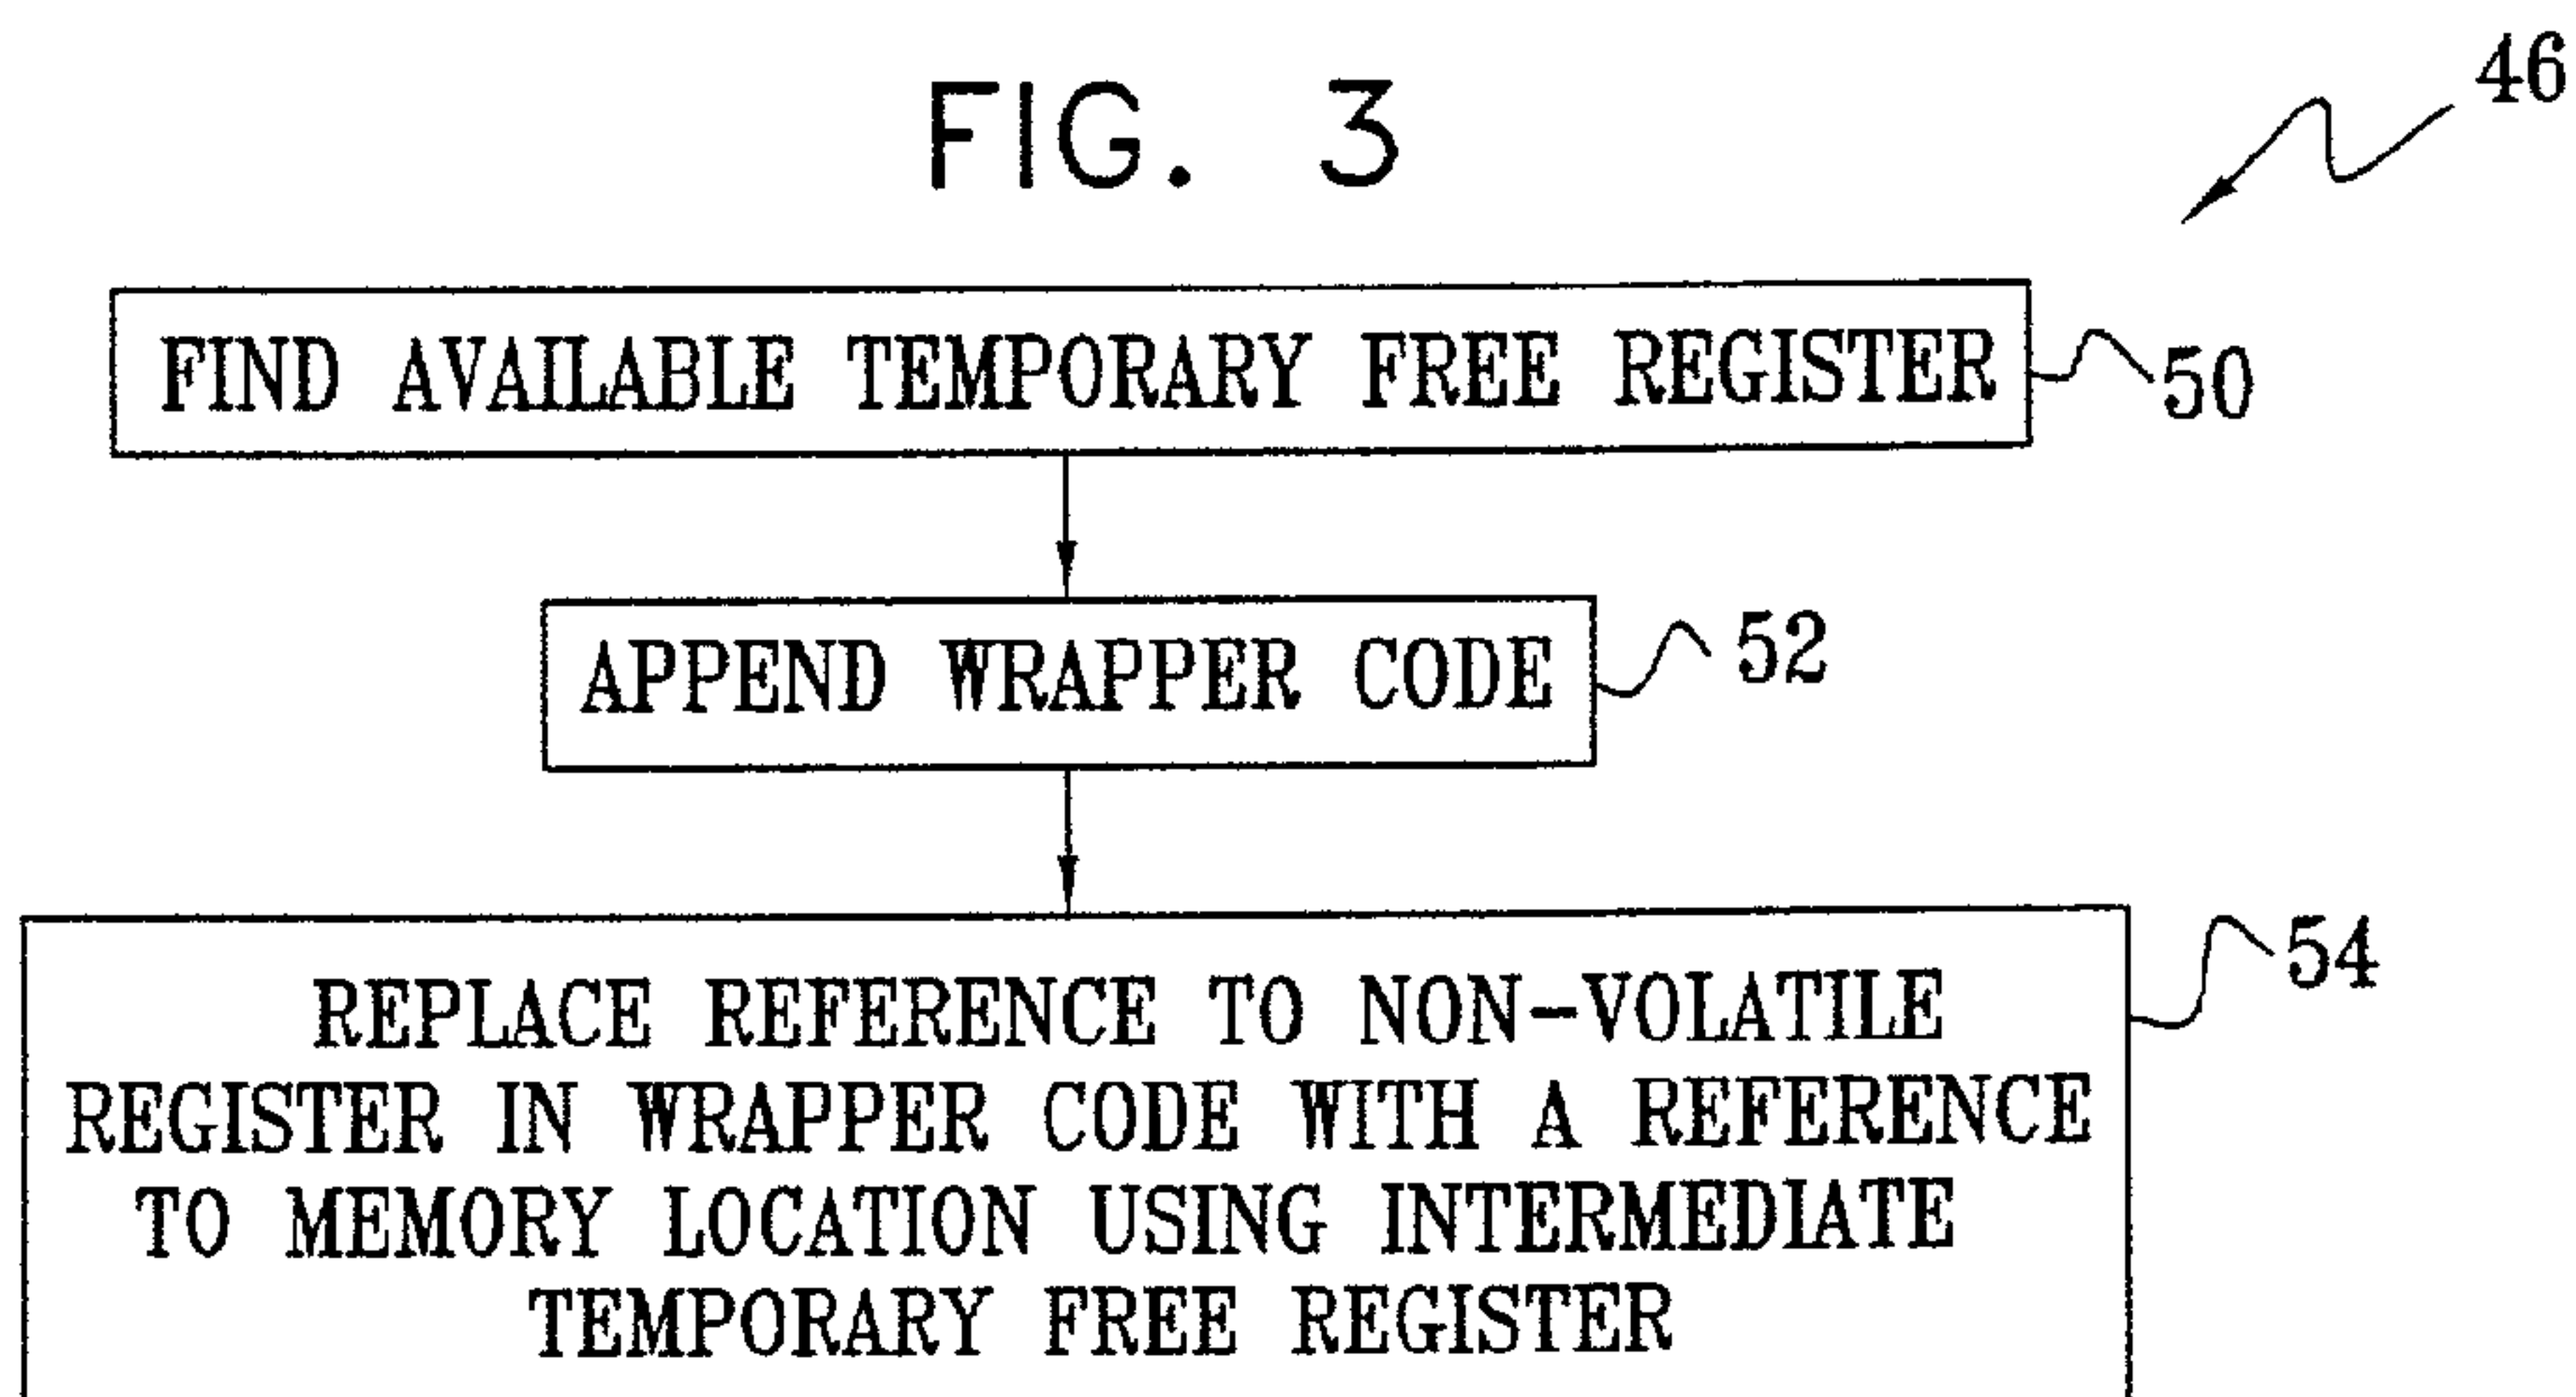 FIG. 3
46
FIND AVAILABLE TEMPORARY FREE REGISTER
50
APPEND WRAPPER CODE
52
REPLACE REFERENCE TO NON-VOLATILE
REGISTER IN WRAPPER CODE WITH A REFERENCE
TO MEMORY LOCATION USING INTERMEDIATE
TEMPORARY FREE REGISTER
54